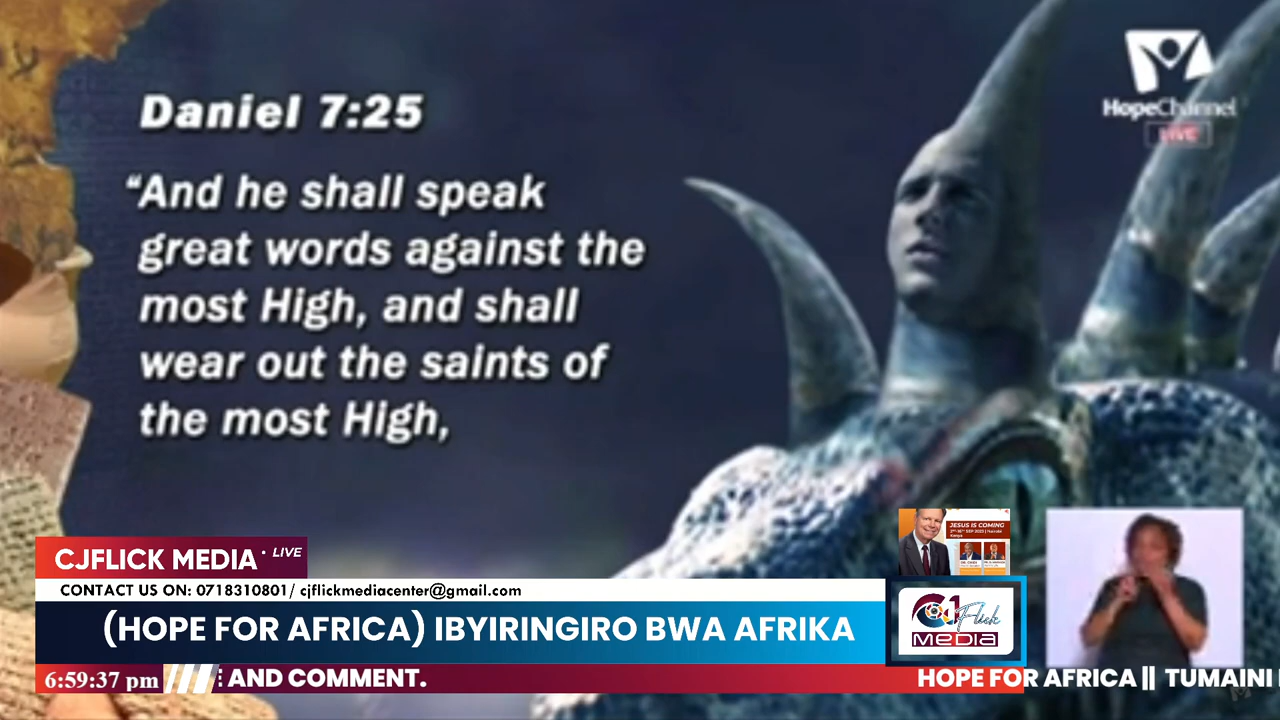 Daniel 7:25
“And he shall speak
great words against the
most High, and shall
wear out the saints of
the most High,
HopeChannel
LIVE
JESUS IS COMING
CJFLICK MEDIA • LIVE
CONTACT US ON: 0718310801/ cjflickmediacenter@gmail.com
(HOPE FOR AFRICA) IBYIRINGIRO BWA AFRIKA
Flick
MEDIA
6:59:37 pm
AND COMMENT.
HOPE FOR AFRICA || TUMAINI